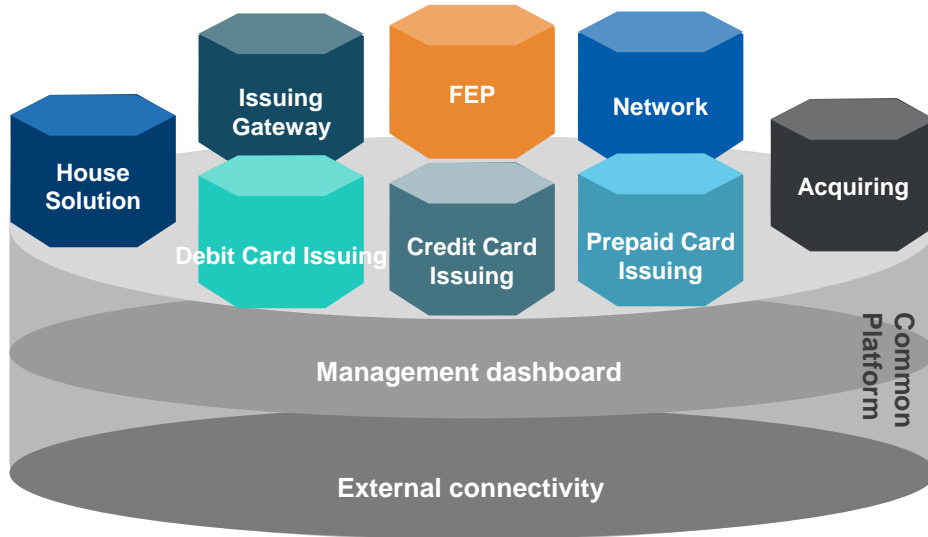 Issuing
Gateway
FEP
Network
House
Solution
Acquiring
Debit Card Issuing
Credit Card
Issuing
Prepaid Card
Issuing
Common
Platform
Management dashboard
External connectivity